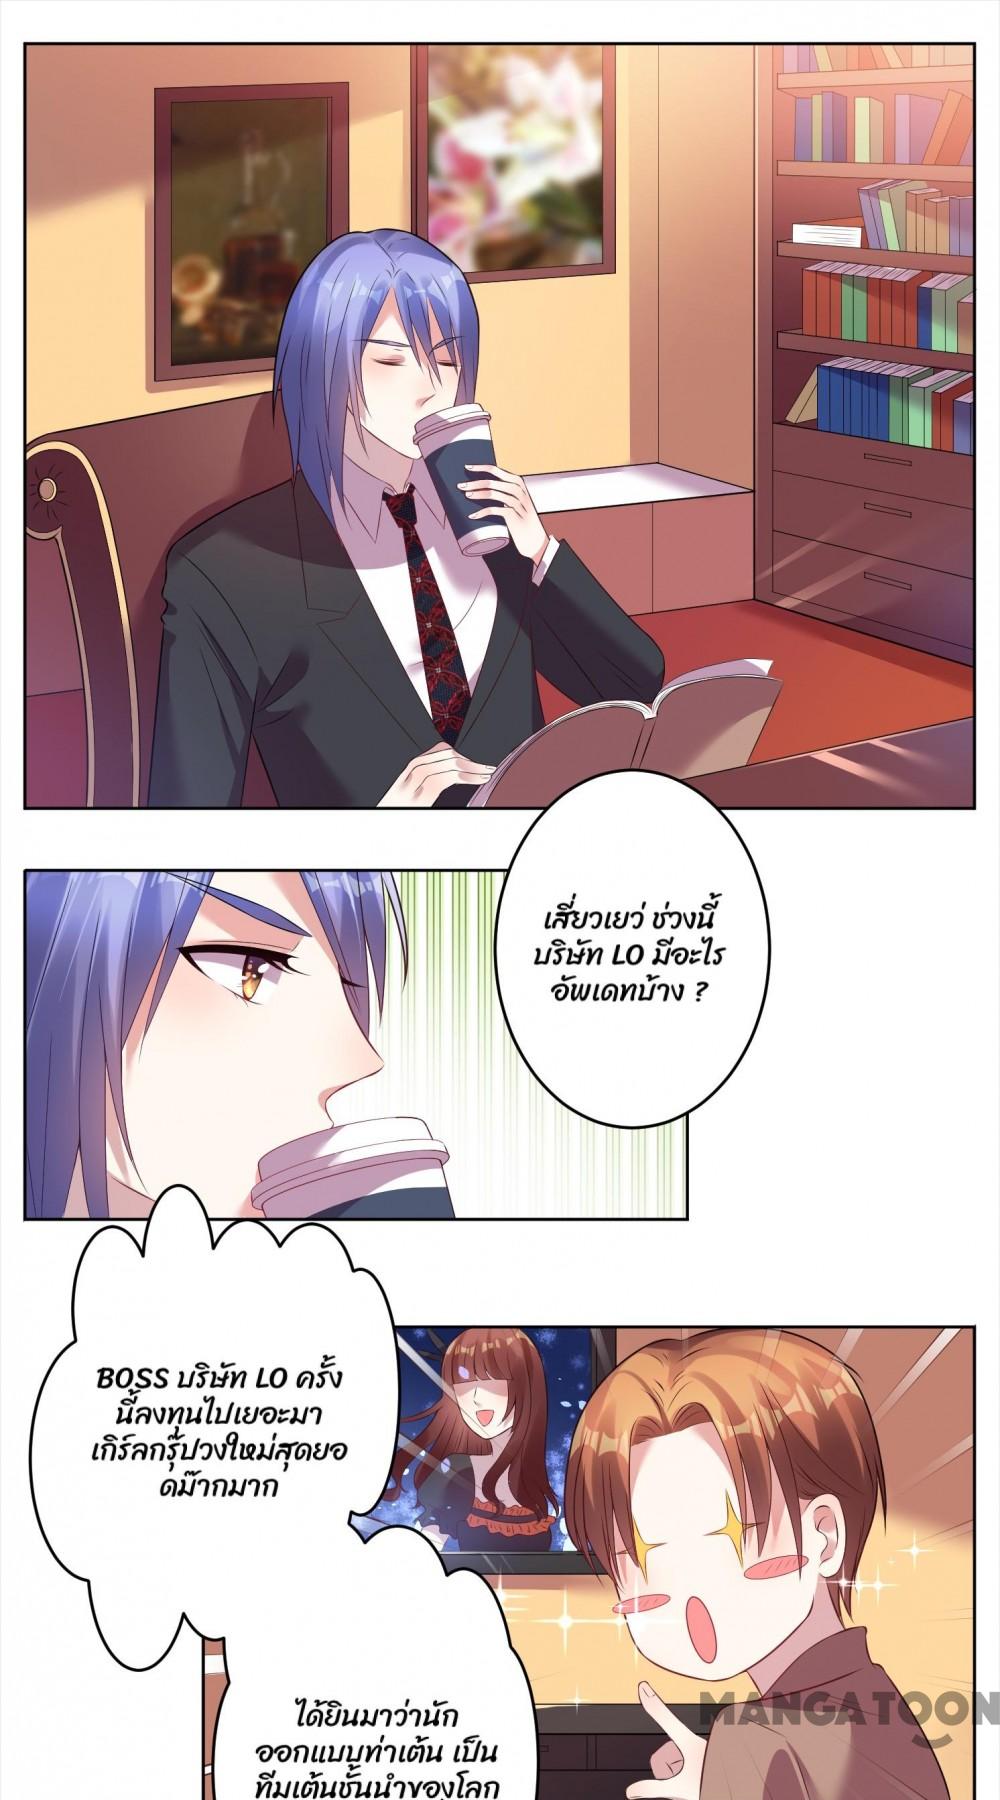 เสี่ยวเยว่ ช่วงนี้
บริษัท LO มีอะไร
อัพเดทบ้าง ?
BOSS บริษัท LO ครั้ง
นี้ลงทุนไปเยอะมา
เกิร์ลกรุ๊ปวงใหม่สุดยอ
ดม๊ากมาก
ได้ยินมาว่านัก
ออกแบบท่าเต้น เป็น
ทีมเต้นชั้นนำของโลก
MANGATOON